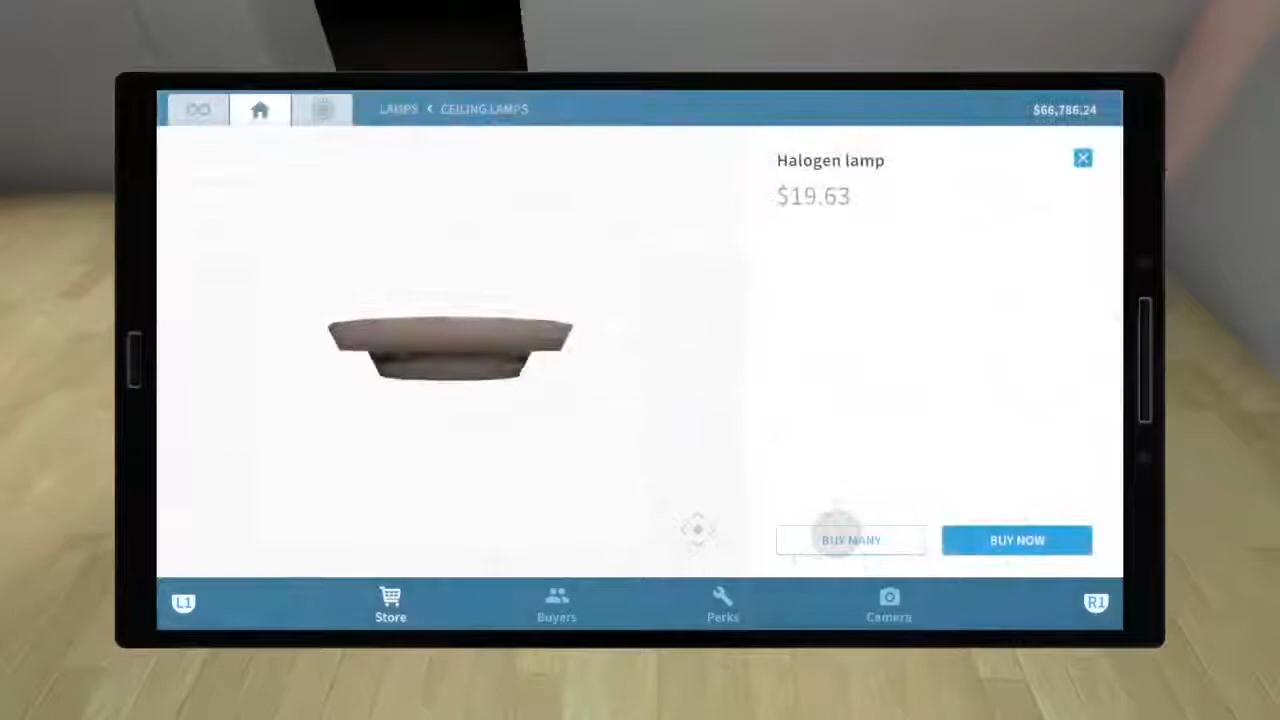 LAMPS < CEILING LAMPS
$66,786.24
Halogen lamp
$19.63
BUY MANY
BUY NOW
L1
Store
Buyers
Perks
Camera
R1